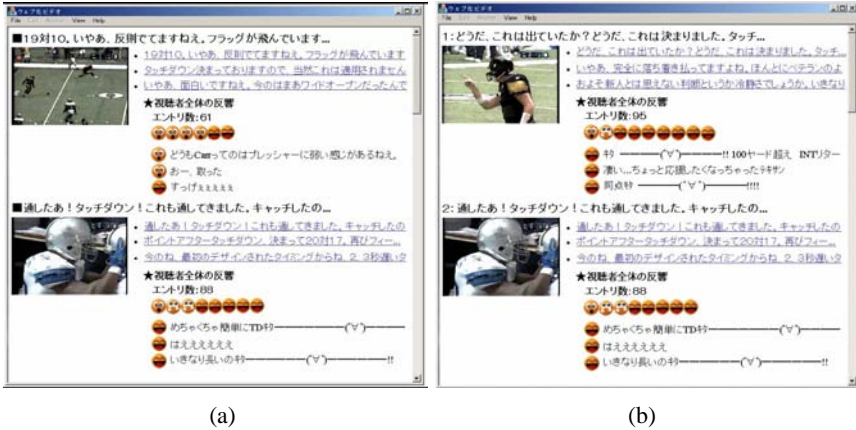 ウェブ化ビデオ
File Edit Mover View Help
■19対10。いやあ、反則でてますねえ。フラッグが飛んでいます...
• 19対10。いやあ、反則でてますねえ。フラッグが飛んでいます
• タッチダウン決まっておりますので、当然これは適用されません
• いやあ、面白いですねえ。今のはまあワイドオープンだったんで
★視聴者全体の反響
エントリ数:61
どうもCarrってのはプレッシャーに弱い感じがあるねえ。
おー、取った
すっげぇぇぇぇぇ
■通したあ！タッチダウン！これも通してきました。キャッチしたの...
• 通したあ！タッチダウン！これも通してきました。キャッチしたの
• ポイントアフタータッチダウン、決まって20対17。再びフィー...
• 今のね、最初のデザインされたタイミングからね、2、3秒遅いタ
★視聴者全体の反響
エントリ数:88
めちゃくちゃ簡単にTDｷﾀ━━━━━━(ﾟ∀ﾟ)━━━━
はえええええええ
いきなり長いのｷﾀ━━━━━━(ﾟ∀ﾟ)━━━━━━!!
(a)
ウェブ化ビデオ
File Edit Mover View Help
1:どうだ、これは出ていたか？どうだ、これは決まりました。タッチ...
• どうだ、これは出ていたか？どうだ、これは決まりました。タッチ...
• いやあ、完全に落ち着き払ってますよね。ほんとにベテランのよ
• およそ新人とは思えない判断というか冷静さでしょうか。いきなり
★視聴者全体の反響
エントリ数:95
ｷﾀ ━━━━(ﾟ∀ﾟ)━━━━!! 100ヤード超え INTリター
凄い...ちょっと応援したくなっちゃったﾃｷｻﾝ
同点ｷﾀ ━━━━(ﾟ∀ﾟ)━━━━!!!!
2: 通したあ！タッチダウン！これも通してきました。キャッチしたの...
• 通したあ！タッチダウン！これも通してきました。キャッチしたの
• ポイントアフタータッチダウン、決まって20対17。再びフィー...
• 今のね、最初のデザインされたタイミングからね、2、3秒遅いタ
★視聴者全体の反響
エントリ数:88
めちゃくちゃ簡単にTDｷﾀ━━━━━━(ﾟ∀ﾟ)━━━━
はえええええええ
いきなり長いのｷﾀ━━━━━━(ﾟ∀ﾟ)━━━━━━!!
(b)